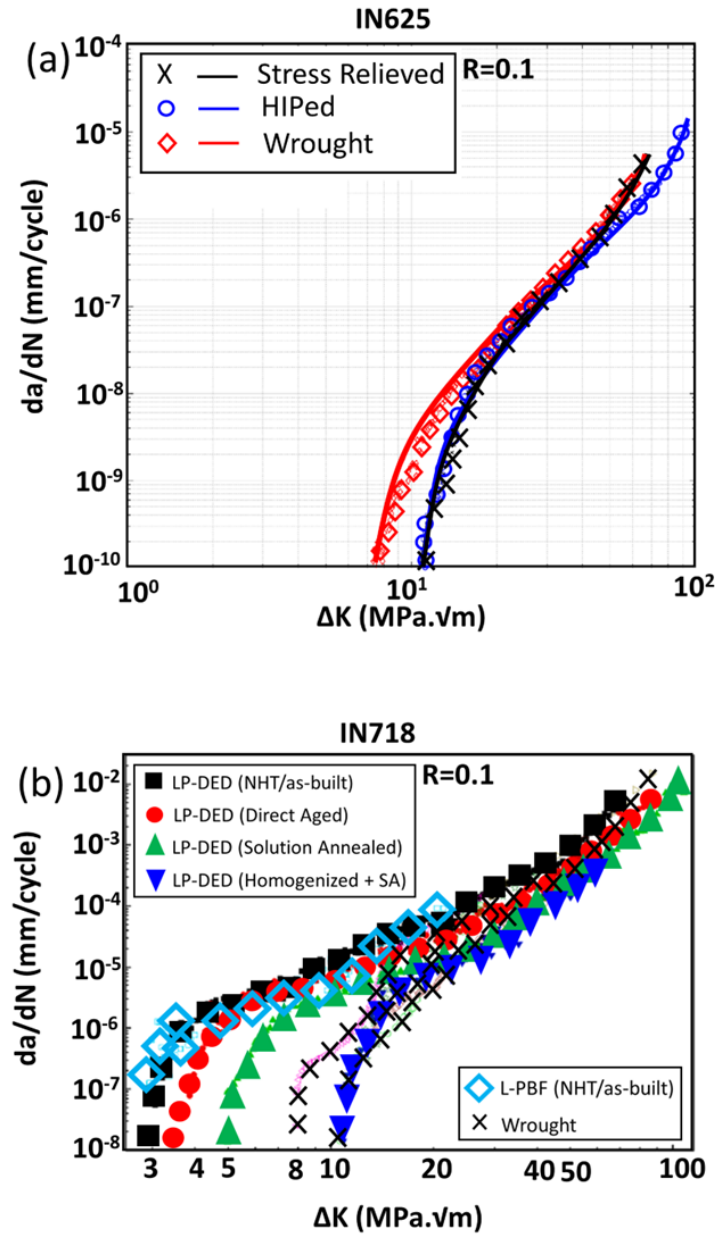 IN625
(a)
R=0.1
Stress Relieved
HIPed
Wrought
da/dN (mm/cycle)
10⁻⁴
10⁻⁵
10⁻⁶
10⁻⁷
10⁻⁸
10⁻⁹
10⁻¹⁰
10⁰ 10¹ 10²
ΔK (MPa.√m)
IN718
(b)
LP-DED (NHT/as-built)
LP-DED (Direct Aged)
LP-DED (Solution Annealed)
LP-DED (Homogenized + SA)
R=0.1
da/dN (mm/cycle)
10⁻²
10⁻³
10⁻⁴
10⁻⁵
10⁻⁶
10⁻⁷
10⁻⁸
L-PBF (NHT/as-built)
Wrought
3 4 5 8 10 20 40 50 100
ΔK (MPa.√m)